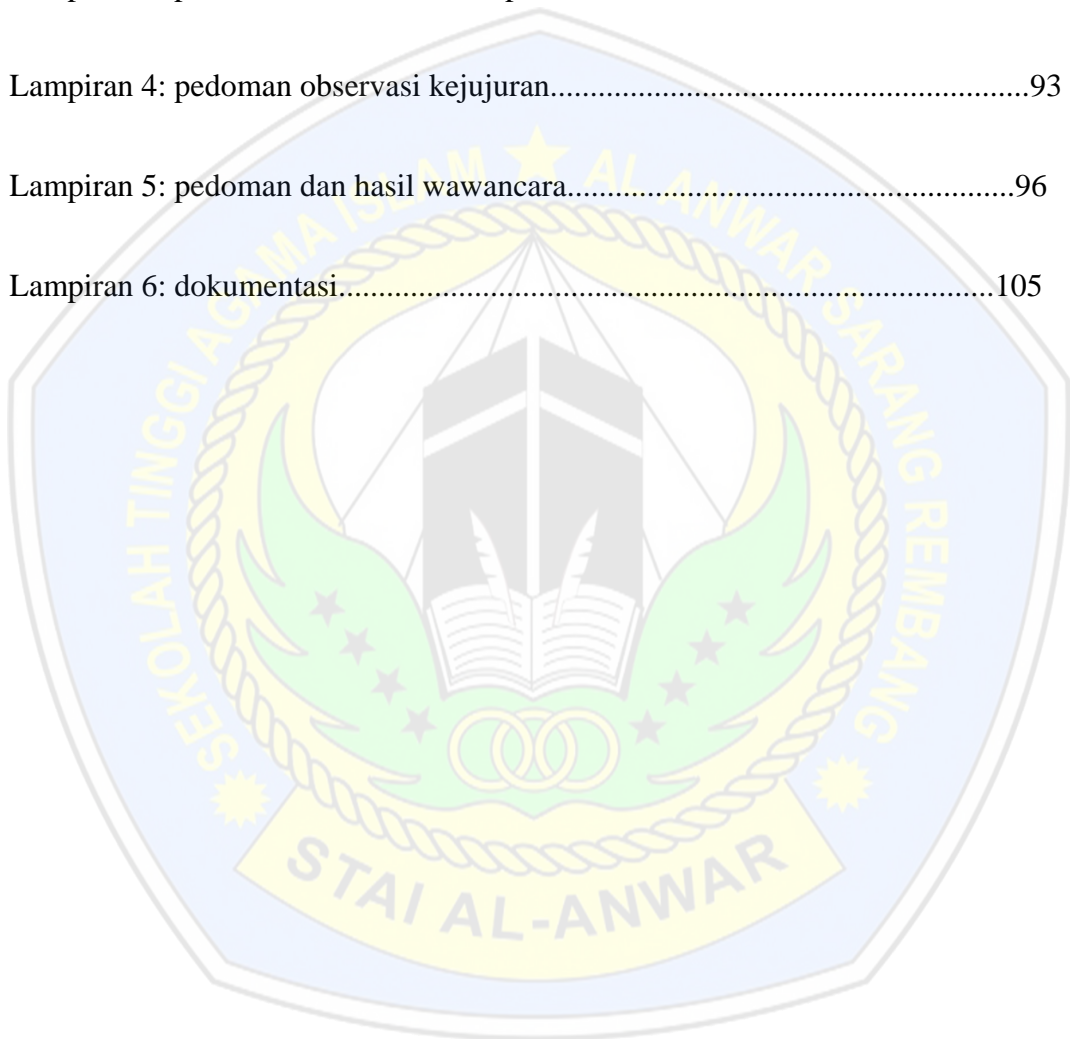 Lampiran 4: pedoman observasi kejujuran............................................................93
Lampiran 5: pedoman dan hasil wawancara........................................................96
Lampiran 6: dokumentasi..................................................................................105
SEKOLAH TINGGI AGAMA ISLAM AL ANWAR SARANG REMBANG
STAI AL-ANWAR